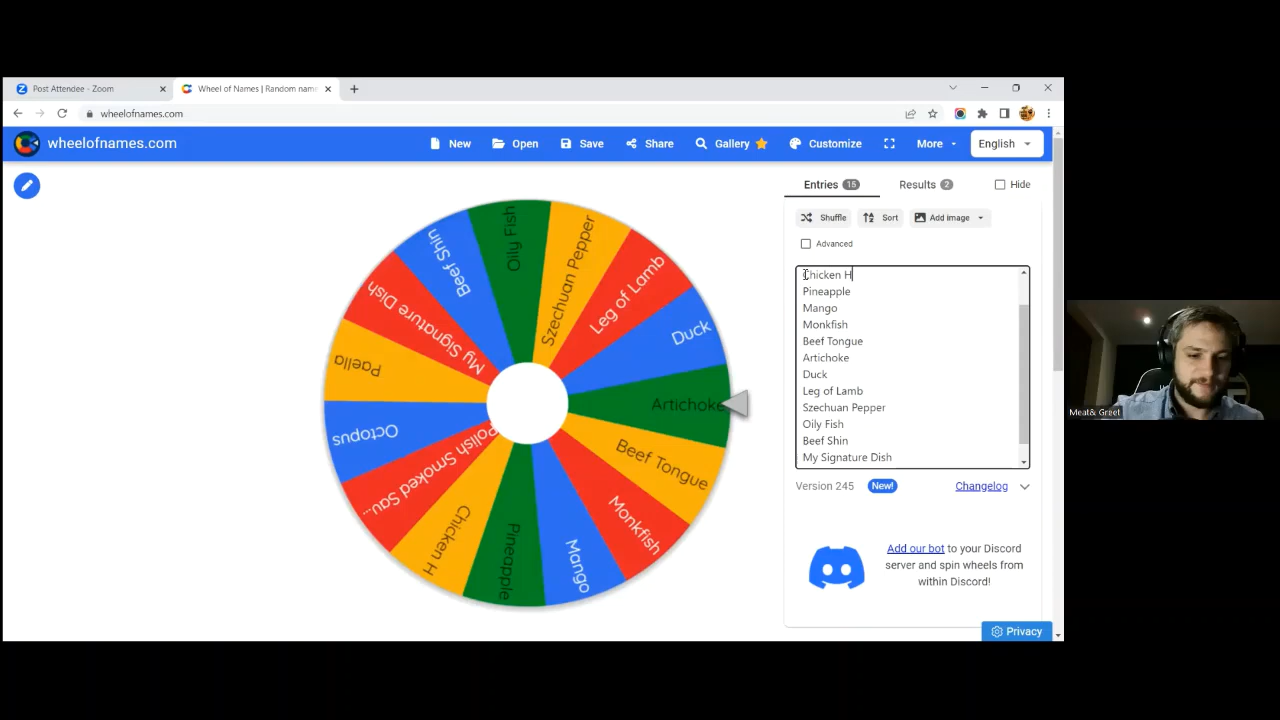 Post Attendee - Zoom
Wheel of Names | Random name
wheelofnames.com
wheelofnames.com
New
Open
Save
Share
Gallery
Customize
More
English
Entries 15
Results 2
Hide
Shuffle
Sort
Add image
Advanced
Chicken H
Pineapple
Mango
Monkfish
Beef Tongue
Artichoke
Duck
Leg of Lamb
Szechuan Pepper
Oily Fish
Beef Shin
My Signature Dish
Version 245
New!
Changelog
Add our bot to your Discord
server and spin wheels from
within Discord!
Privacy
Oily Fish
Szechuan Pepper
Leg of Lamb
Duck
Artichoke
Beef Tongue
Monkfish
Mango
Pineapple
Chicken H
Polish Smoked Sau...
Octopus
Paella
My Signature Dish
Beef Shin
Meat& Greet